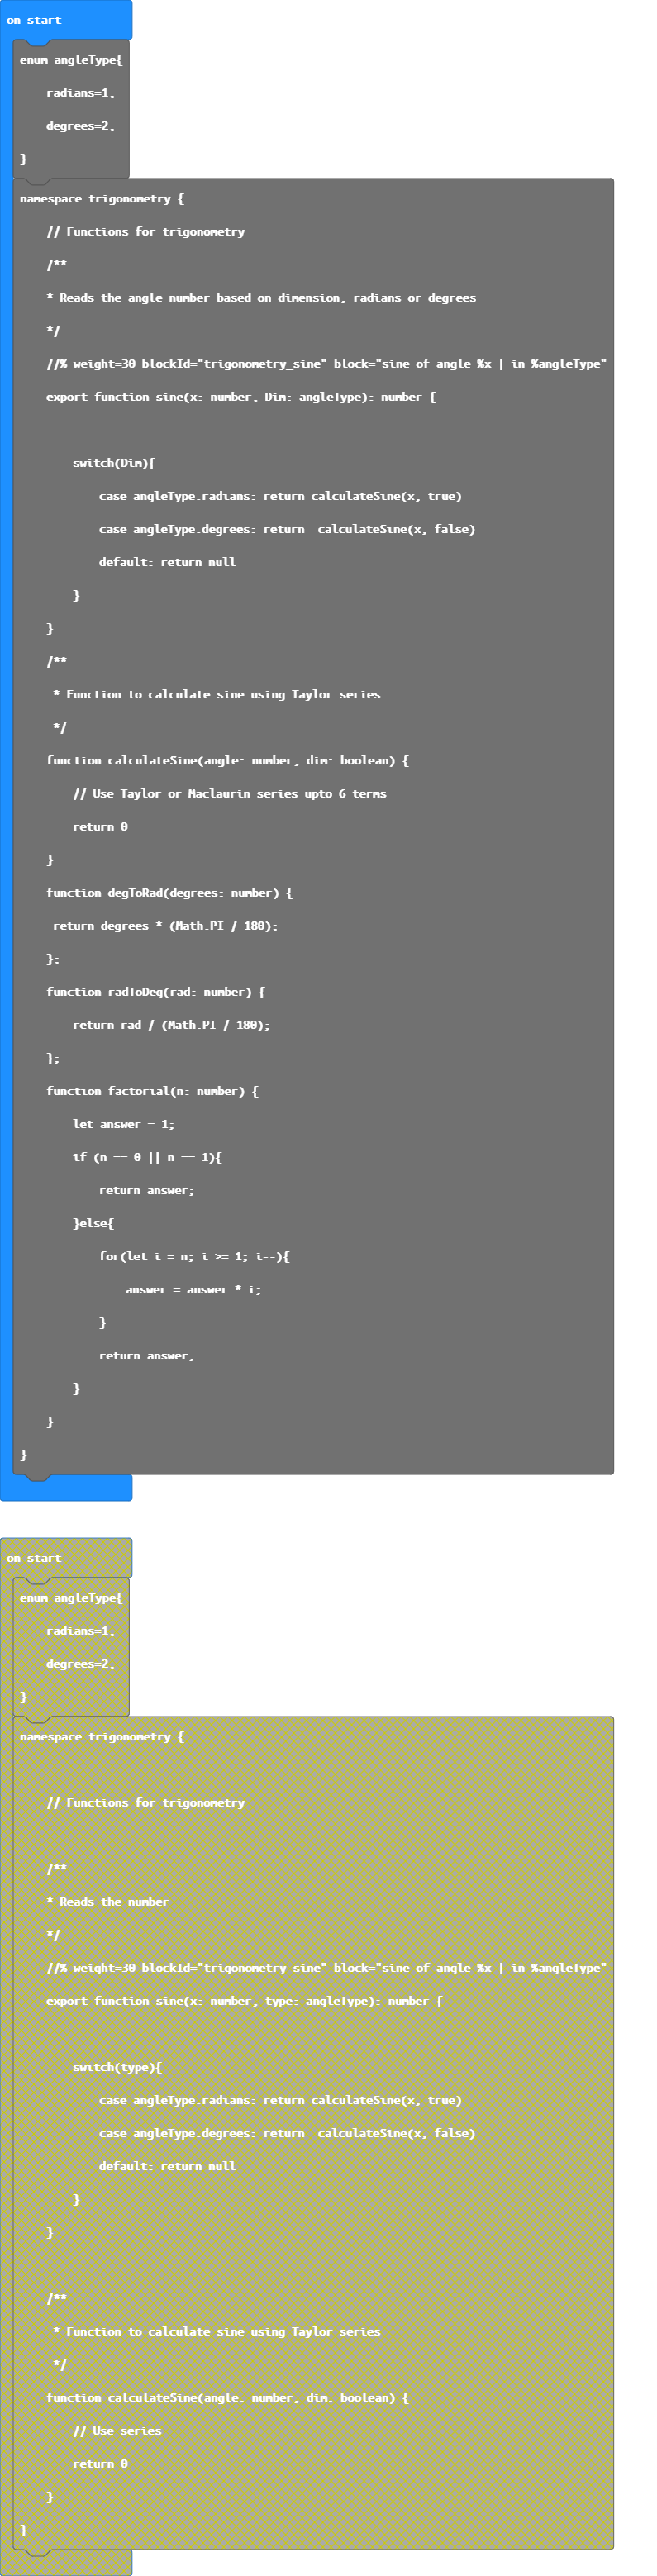 on start
enum angleType{
radians=1,
degrees=2,
}
namespace trigonometry {
// Functions for trigonometry
/**
* Reads the angle number based on dimension, radians or degrees
*/
//% weight=30 blockId="trigonometry_sine" block="sine of angle %x | in %angleType"
export function sine(x: number, Dim: angleType): number {
switch(Dim){
case angleType.radians: return calculateSine(x, true)
case angleType.degrees: return  calculateSine(x, false)
default: return null
}
}
/**
* Function to calculate sine using Taylor series
*/
function calculateSine(angle: number, dim: boolean) {
// Use Taylor or Maclaurin series upto 6 terms
return 0
}
function degToRad(degrees: number) {
return degrees * (Math.PI / 180);
};
function radToDeg(rad: number) {
return rad / (Math.PI / 180);
};
function factorial(n: number) {
let answer = 1;
if (n == 0 || n == 1){
return answer;
}else{
for(let i = n; i >= 1; i--){
answer = answer * i;
}
return answer;
}
}
}
on start
enum angleType{
radians=1,
degrees=2,
}
namespace trigonometry {
// Functions for trigonometry
/**
* Reads the number
*/
//% weight=30 blockId="trigonometry_sine" block="sine of angle %x | in %angleType"
export function sine(x: number, type: angleType): number {
switch(type){
case angleType.radians: return calculateSine(x, true)
case angleType.degrees: return  calculateSine(x, false)
default: return null
}
}
/**
* Function to calculate sine using Taylor series
*/
function calculateSine(angle: number, dim: boolean) {
// Use series
return 0
}
}